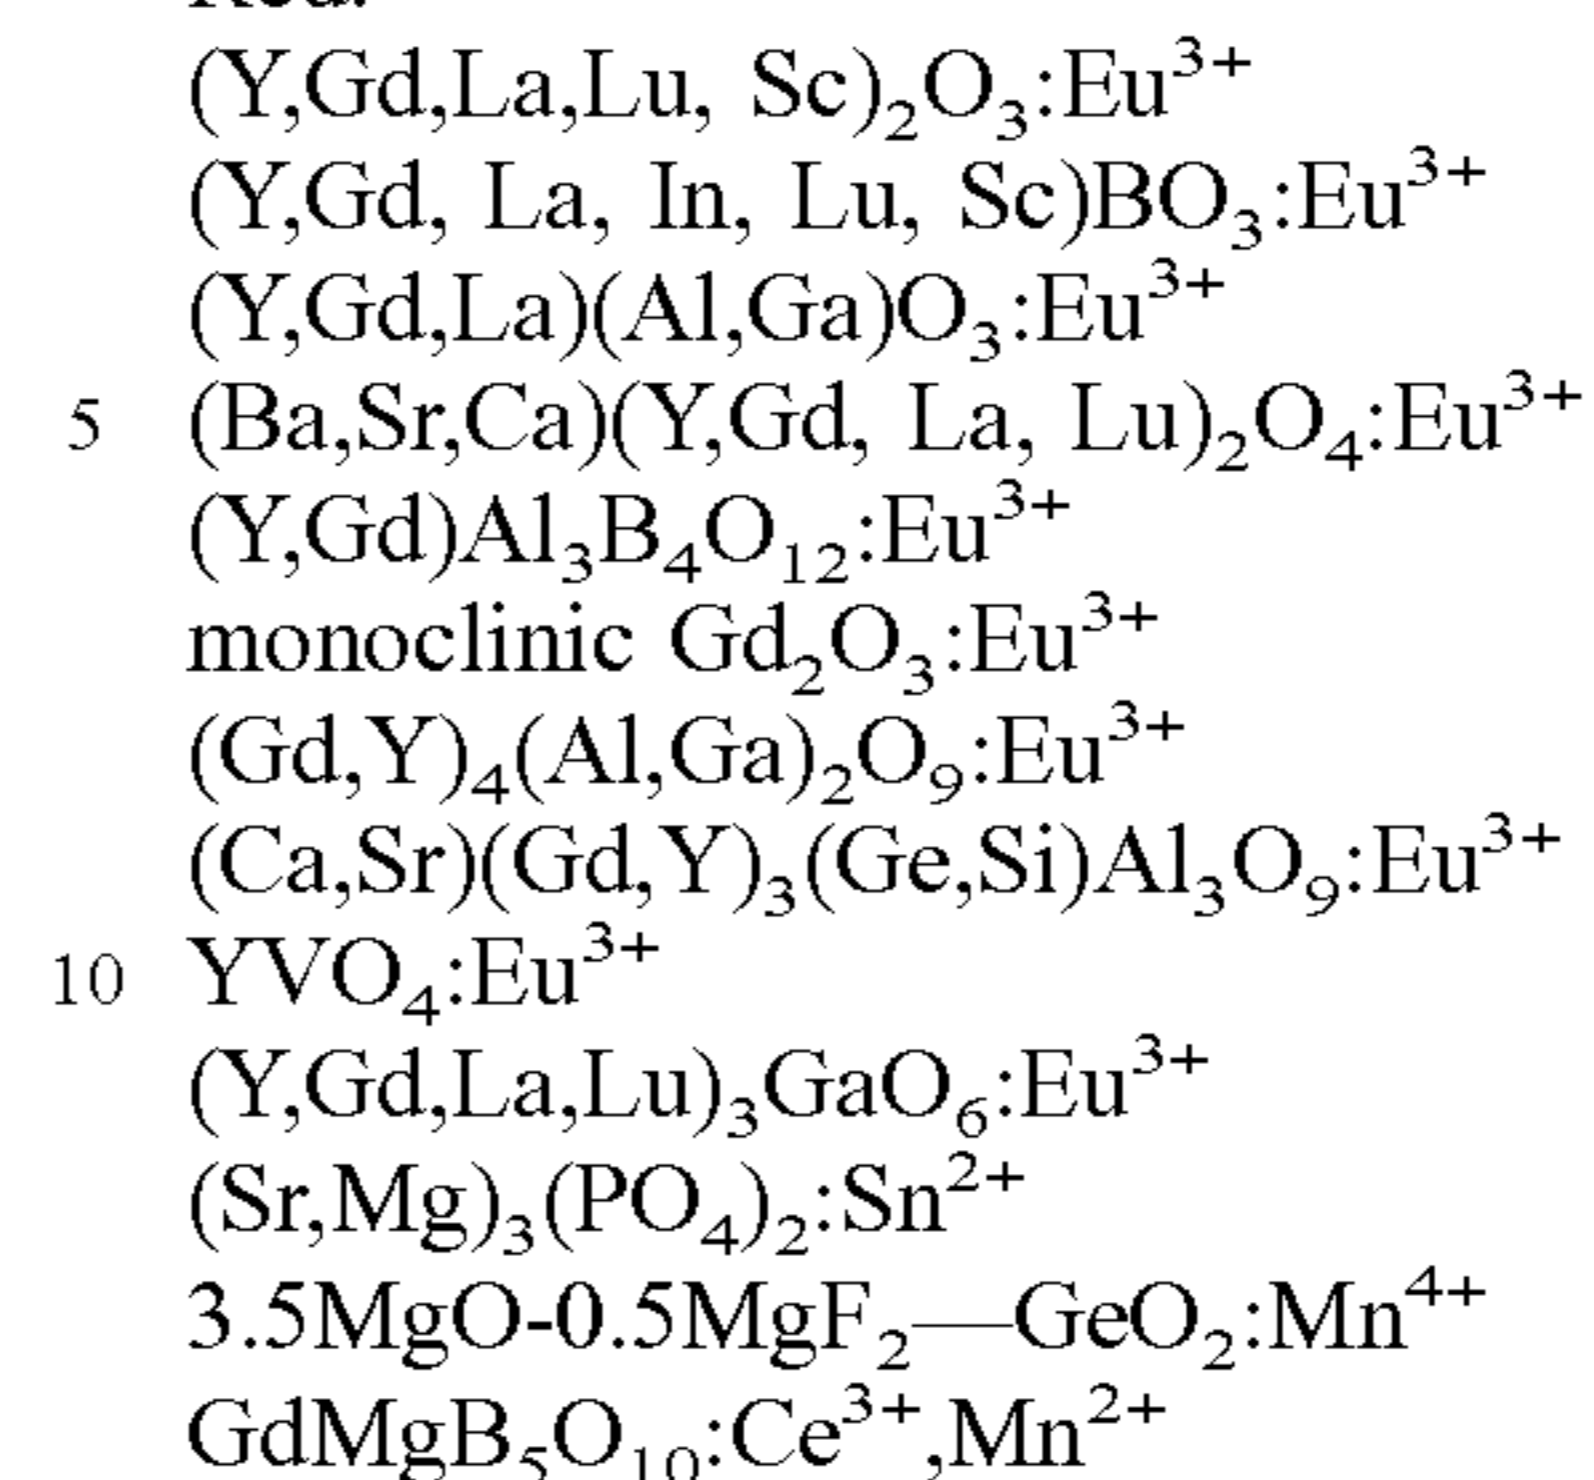 (Y,Gd,La,Lu, Sc)₂O₃:Eu³⁺
(Y,Gd, La, In, Lu, Sc)BO₃:Eu³⁺
(Y,Gd,La)(Al,Ga)O₃:Eu³⁺
5 (Ba,Sr,Ca)(Y,Gd, La, Lu)₂O₄:Eu³⁺
(Y,Gd)Al₃B₄O₁₂:Eu³⁺
monoclinic Gd₂O₃:Eu³⁺
(Gd,Y)₄(Al,Ga)₂O₉:Eu³⁺
(Ca,Sr)(Gd,Y)₃(Ge,Si)Al₃O₉:Eu³⁺
10 YVO₄:Eu³⁺
(Y,Gd,La,Lu)₃GaO₆:Eu³⁺
(Sr,Mg)₃(PO₄)₂:Sn²⁺
3.5MgO-0.5MgF₂—GeO₂:Mn⁴⁺
GdMgB₅O₁₀:Ce³⁺,Mn²⁺